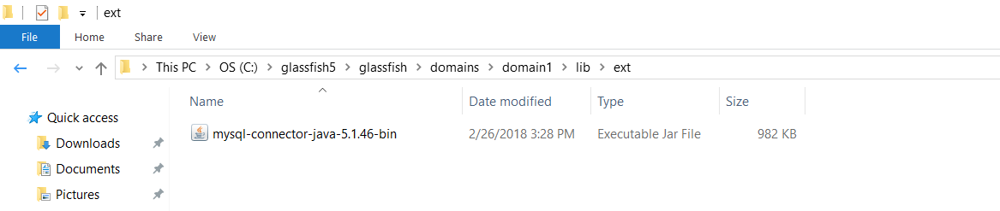 ext
File Home Share View
This PC OS (C:) glassfish5 glassfish domains domain1 lib ext
Name Date modified Type Size
Quick access
mysql-connector-java-5.1.46-bin 2/26/2018 3:28 PM Executable Jar File 982 KB
Downloads
Documents
Pictures